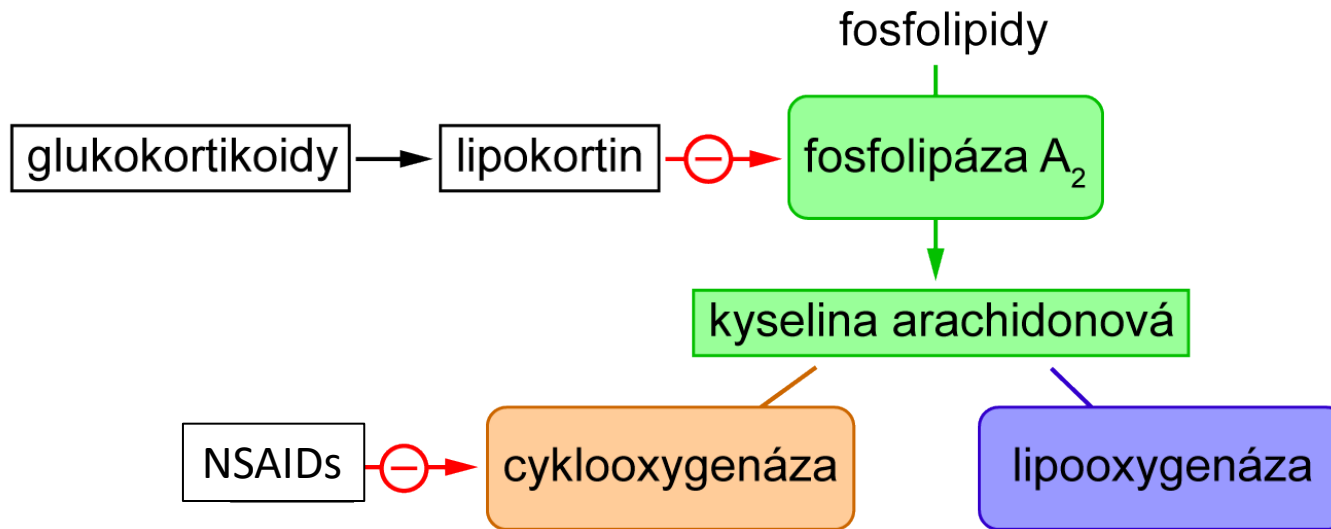 fosfolipidy
glukokortikoidy
lipokortin
−
fosfolipáza A₂
kyselina arachidonová
NSAIDs
−
cyklooxygenáza
lipooxygenáza